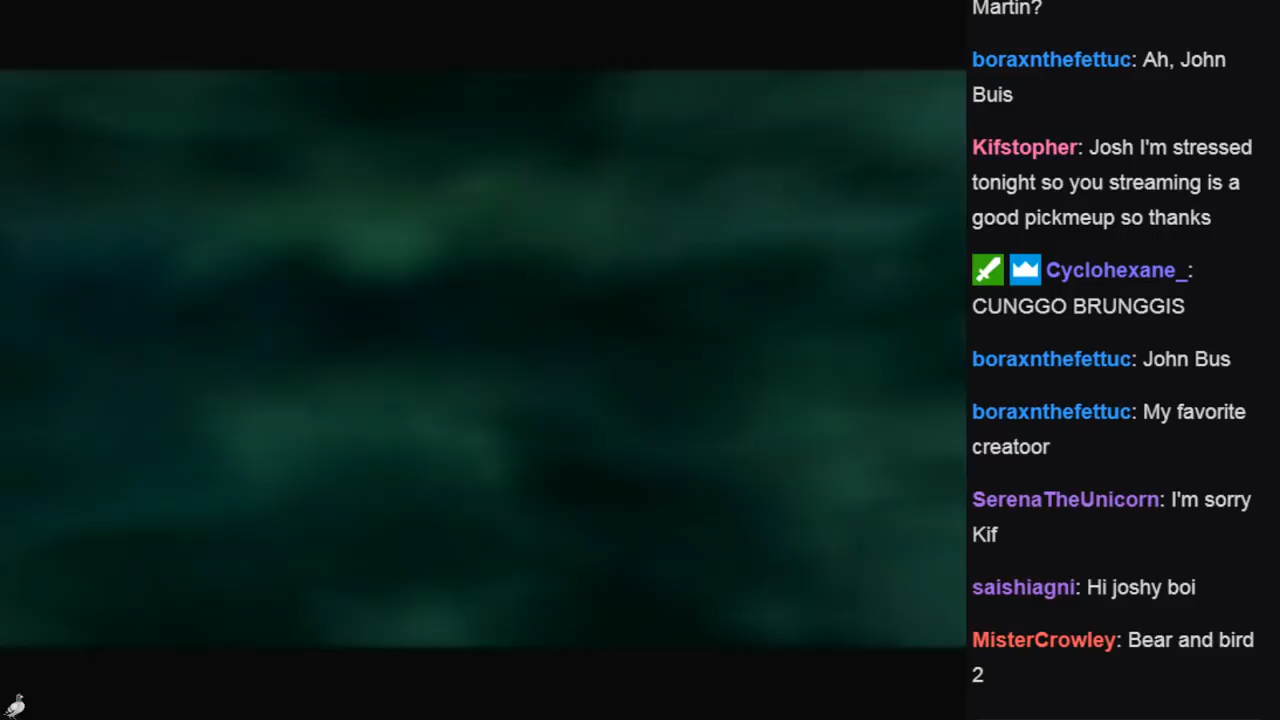 Martin?
boraxnthefettuc: Ah, John
Buis
Kifstopher: Josh I'm stressed
tonight so you streaming is a
good pickmeup so thanks
Cyclohexane_:
CUNGGO BRUNGGIS
boraxnthefettuc: John Bus
boraxnthefettuc: My favorite
creatoor
SerenaTheUnicorn: I'm sorry
Kif
saishiagni: Hi joshy boi
MisterCrowley: Bear and bird
2